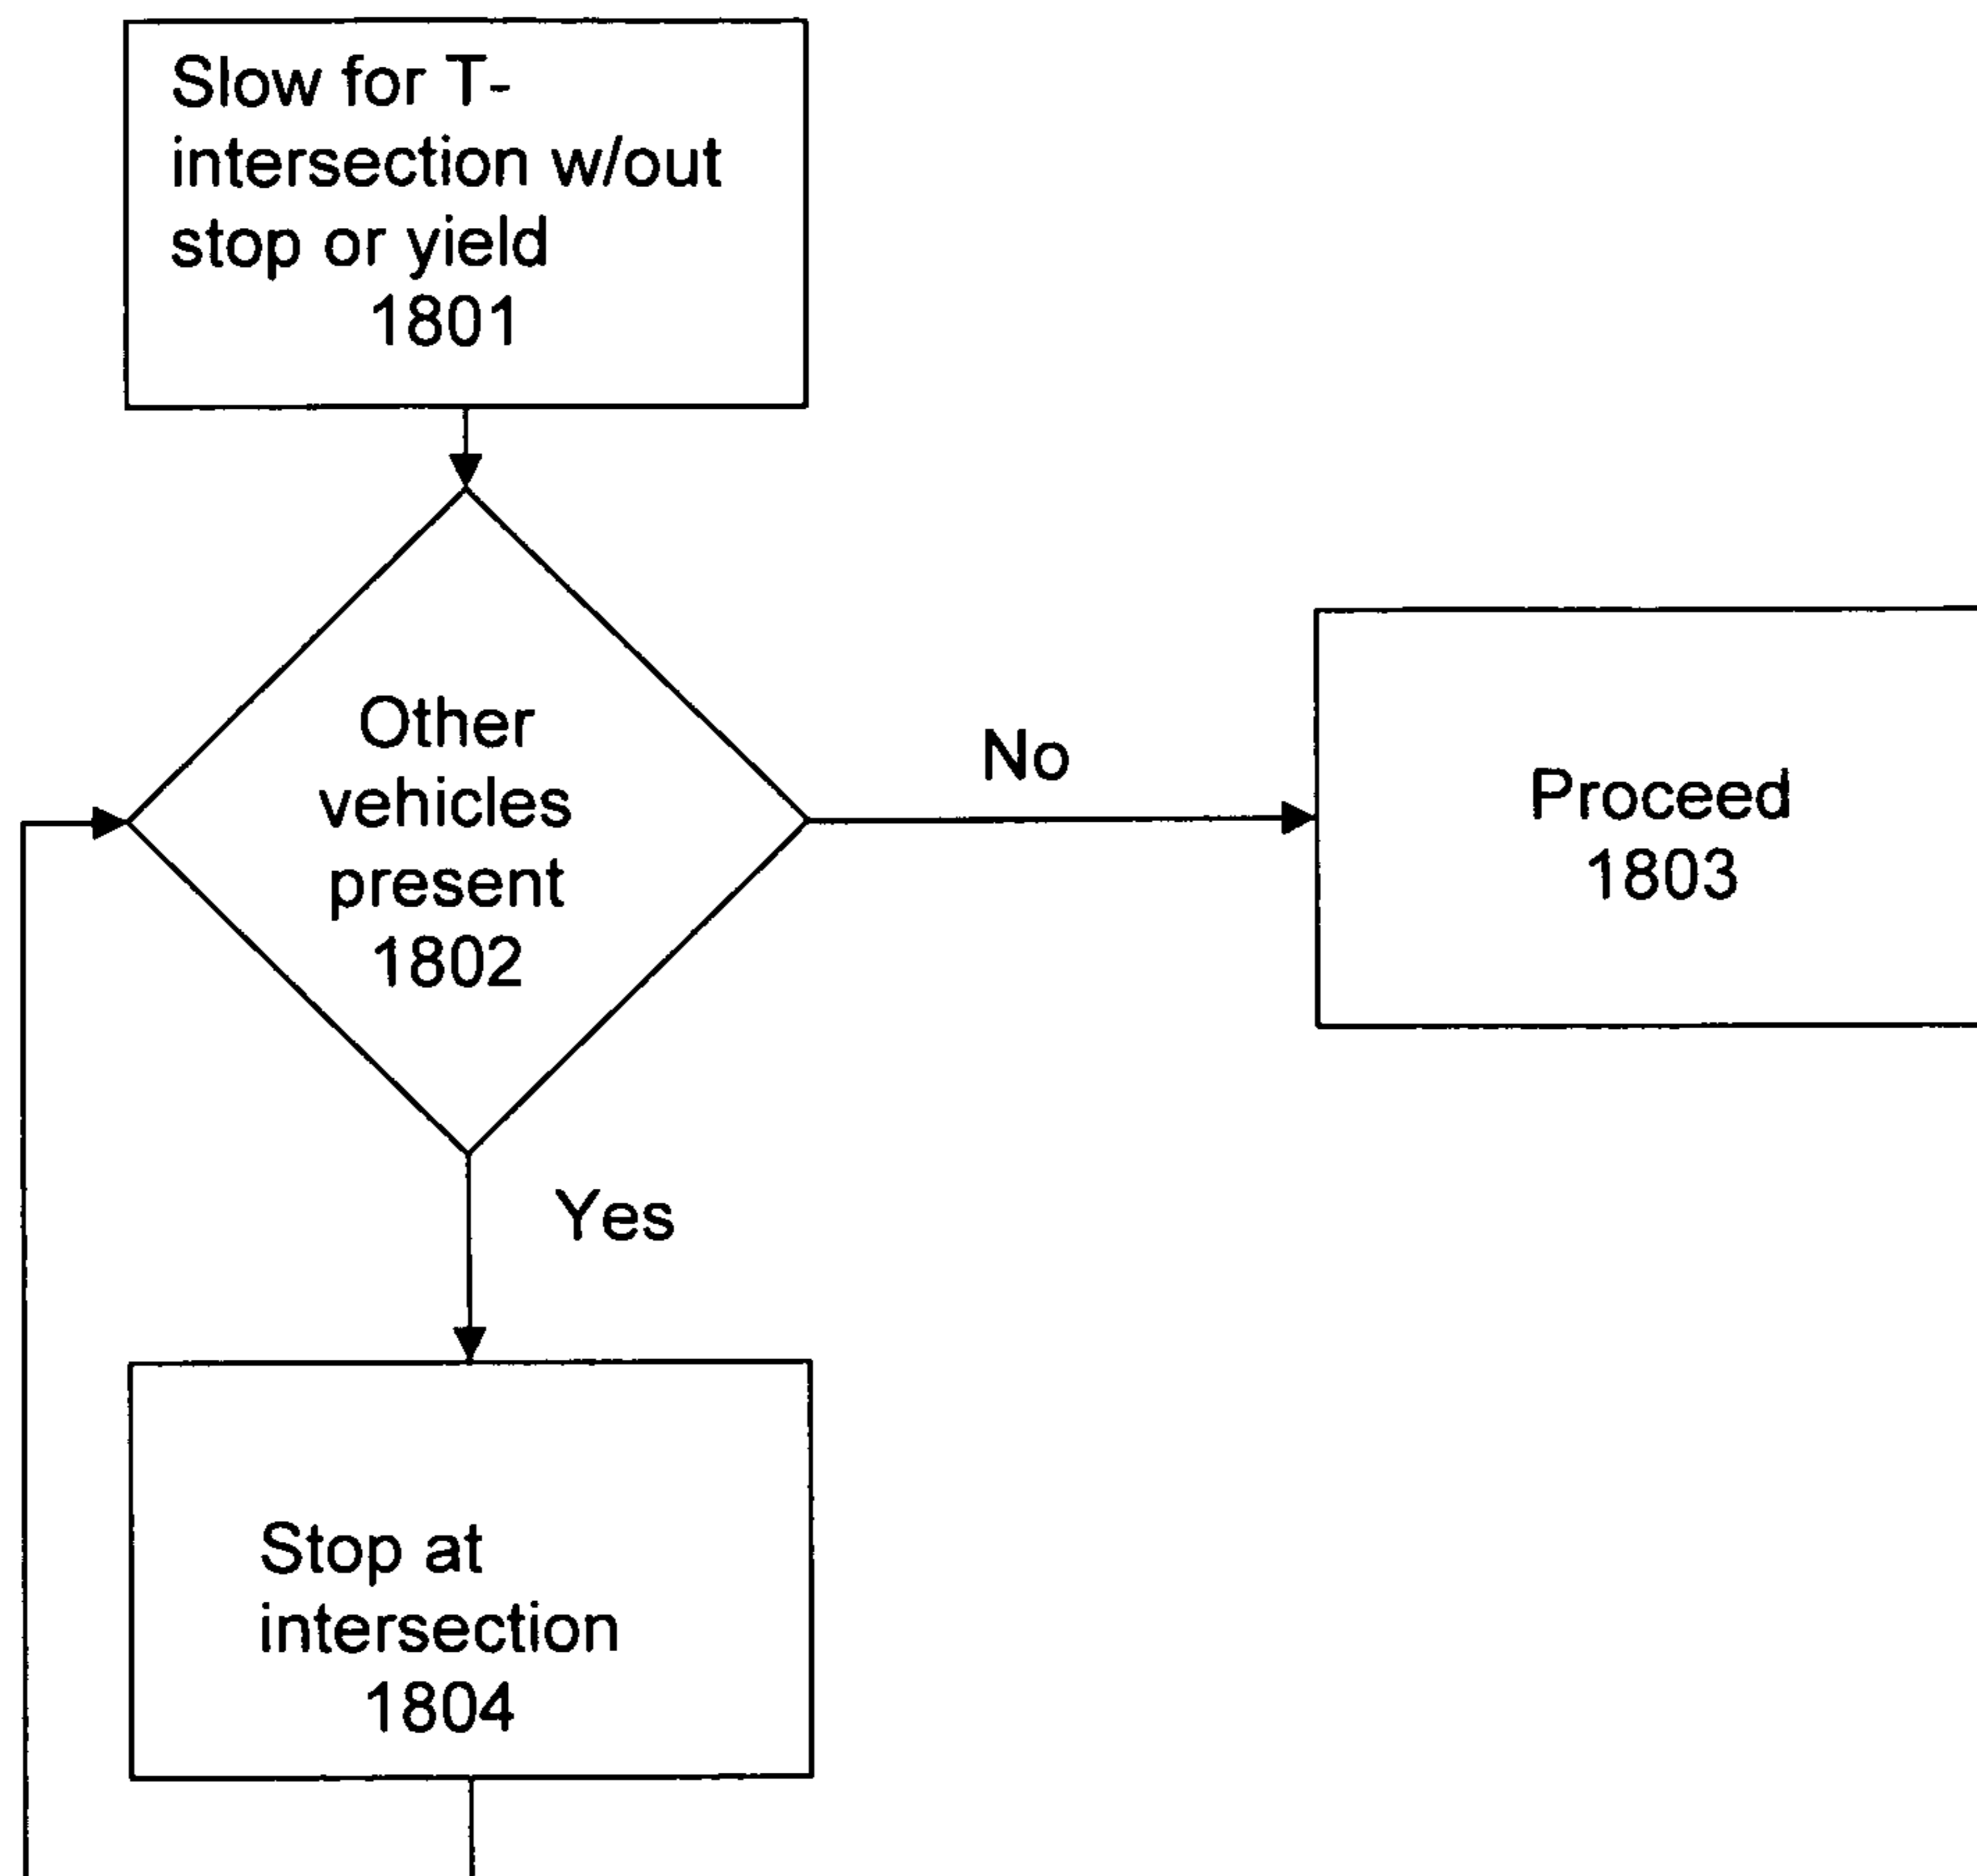 Slow for T-
intersection w/out
stop or yield
1801
Other
vehicles
present
1802
No
Proceed
1803
Yes
Stop at
intersection
1804